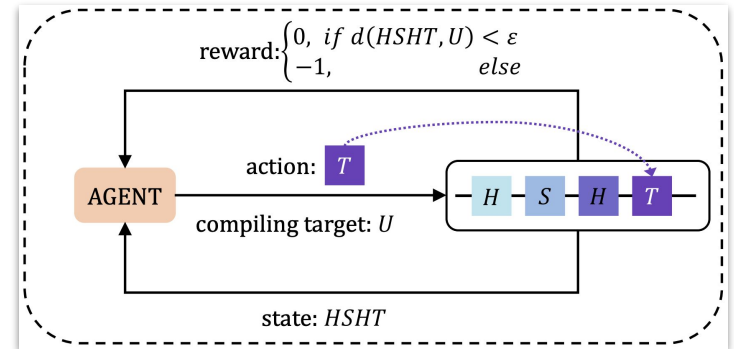 reward: {0, if d(HSHT, U) < ε
−1, else
action: T
AGENT
H S H T
compiling target: U
state: HSHT